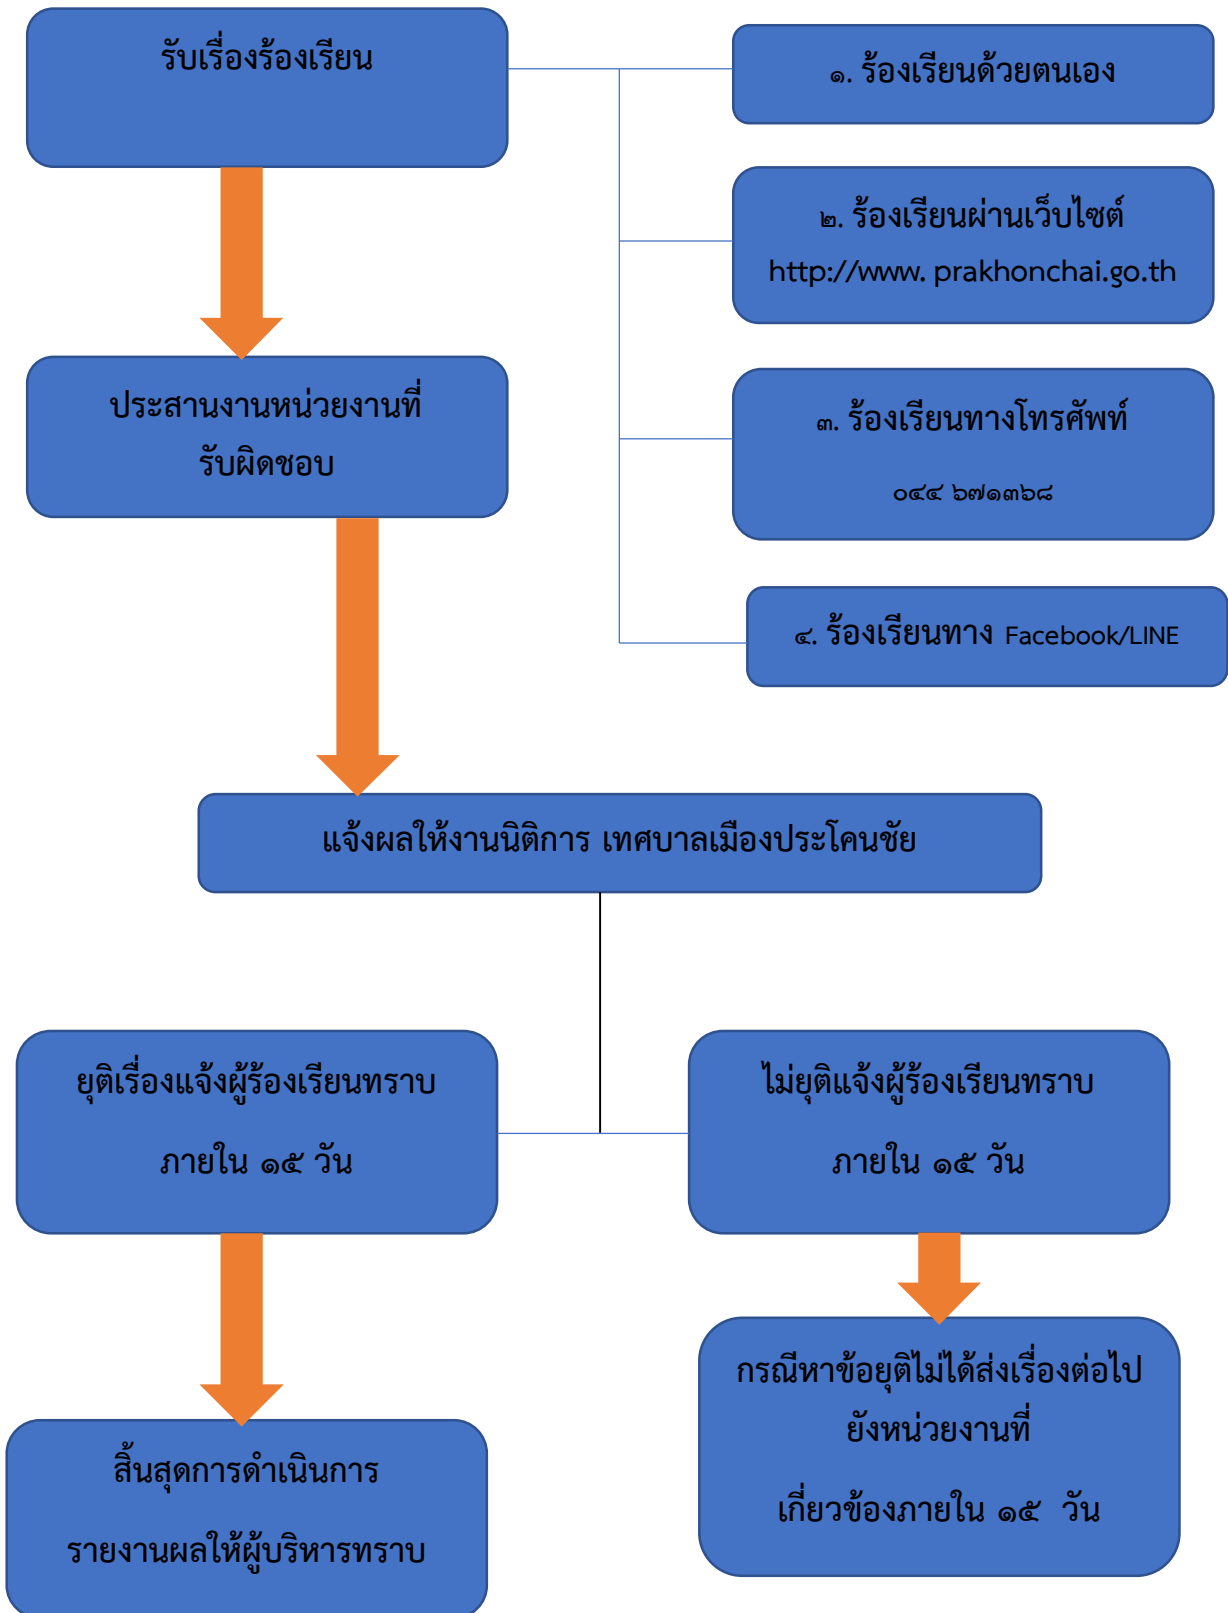 รับเรื่องร้องเรียน
๑. ร้องเรียนด้วยตนเอง
๒. ร้องเรียนผ่านเว็บไซต์
http://www. prakhonchai.go.th
ประสานงานหน่วยงานที่
รับผิดชอบ
๓. ร้องเรียนทางโทรศัพท์
๐๔๔ ๖๗๑๓๖๘
๔. ร้องเรียนทาง Facebook/LINE
แจ้งผลให้งานนิติการ เทศบาลเมืองประโคนชัย
ยุติเรื่องแจ้งผู้ร้องเรียนทราบ
ภายใน ๑๕ วัน
ไม่ยุติแจ้งผู้ร้องเรียนทราบ
ภายใน ๑๕ วัน
สิ้นสุดการดำเนินการ
รายงานผลให้ผู้บริหารทราบ
กรณีหาข้อยุติไม่ได้ส่งเรื่องต่อไป
ยังหน่วยงานที่
เกี่ยวข้องภายใน ๑๕ วัน